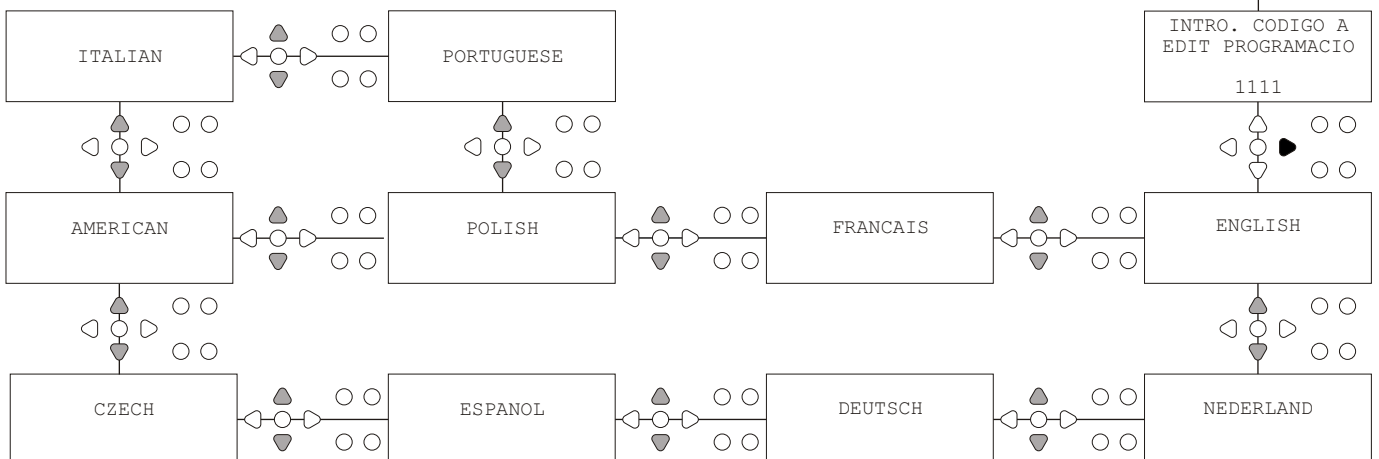 ITALIAN
PORTUGUESE
INTRO. CODIGO A
EDIT PROGRAMACIO
1111
AMERICAN
POLISH
FRANCAIS
ENGLISH
CZECH
ESPANOL
DEUTSCH
NEDERLAND